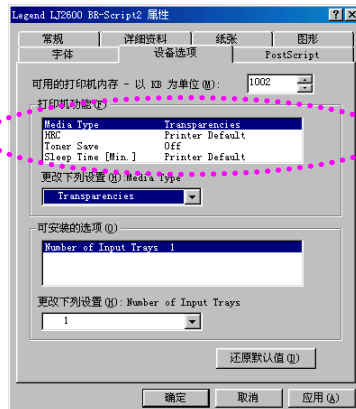 Legend LJ2600 BR-Script2 属性
常规 详细资料 纸张 图形
字体 设备选项 PostScript
可用的打印机内存 - 以 KB 为单位(M): 1002
打印机功能(F)
Media Type Transparencies
HRC Printer Default
Toner Save Off
Sleep Time [Min.] Printer Default
更改下列设置(H):Media Type
Transparencies
可安装的选项(O)
Number of Input Trays 1
更改下列设置(H): Number of Input Trays
1
还原默认值(D)
确定 取消 应用(A)